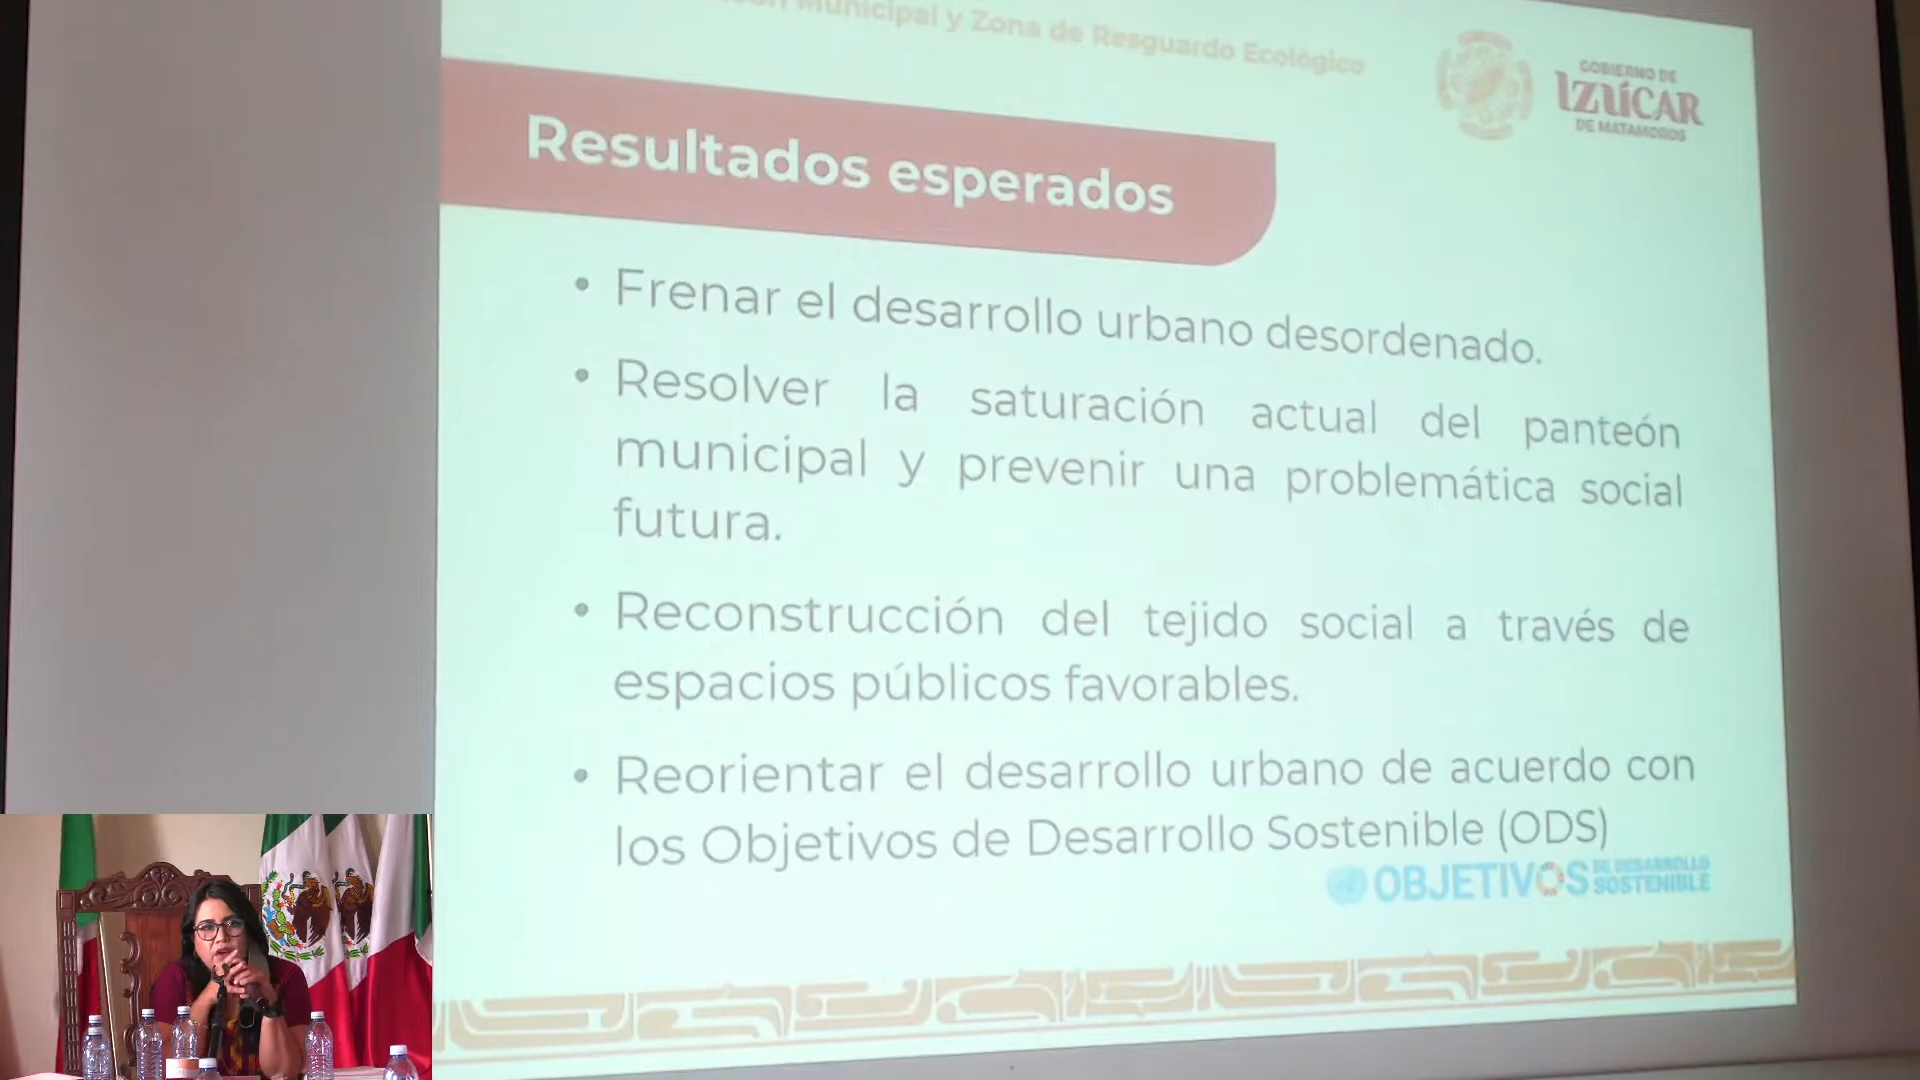 Municipal y Zona de Resguardo Ecológico
GOBIERNO DE
IZÚCAR
DE MATAMOROS
Resultados esperados
• Frenar el desarrollo urbano desordenado.
• Resolver la saturación actual del panteón
municipal y prevenir una problemática social
futura.
• Reconstrucción del tejido social a través de
espacios públicos favorables.
• Reorientar el desarrollo urbano de acuerdo con
los Objetivos de Desarrollo Sostenible (ODS)
OBJETIVOS DE DESARROLLO
SOSTENIBLE